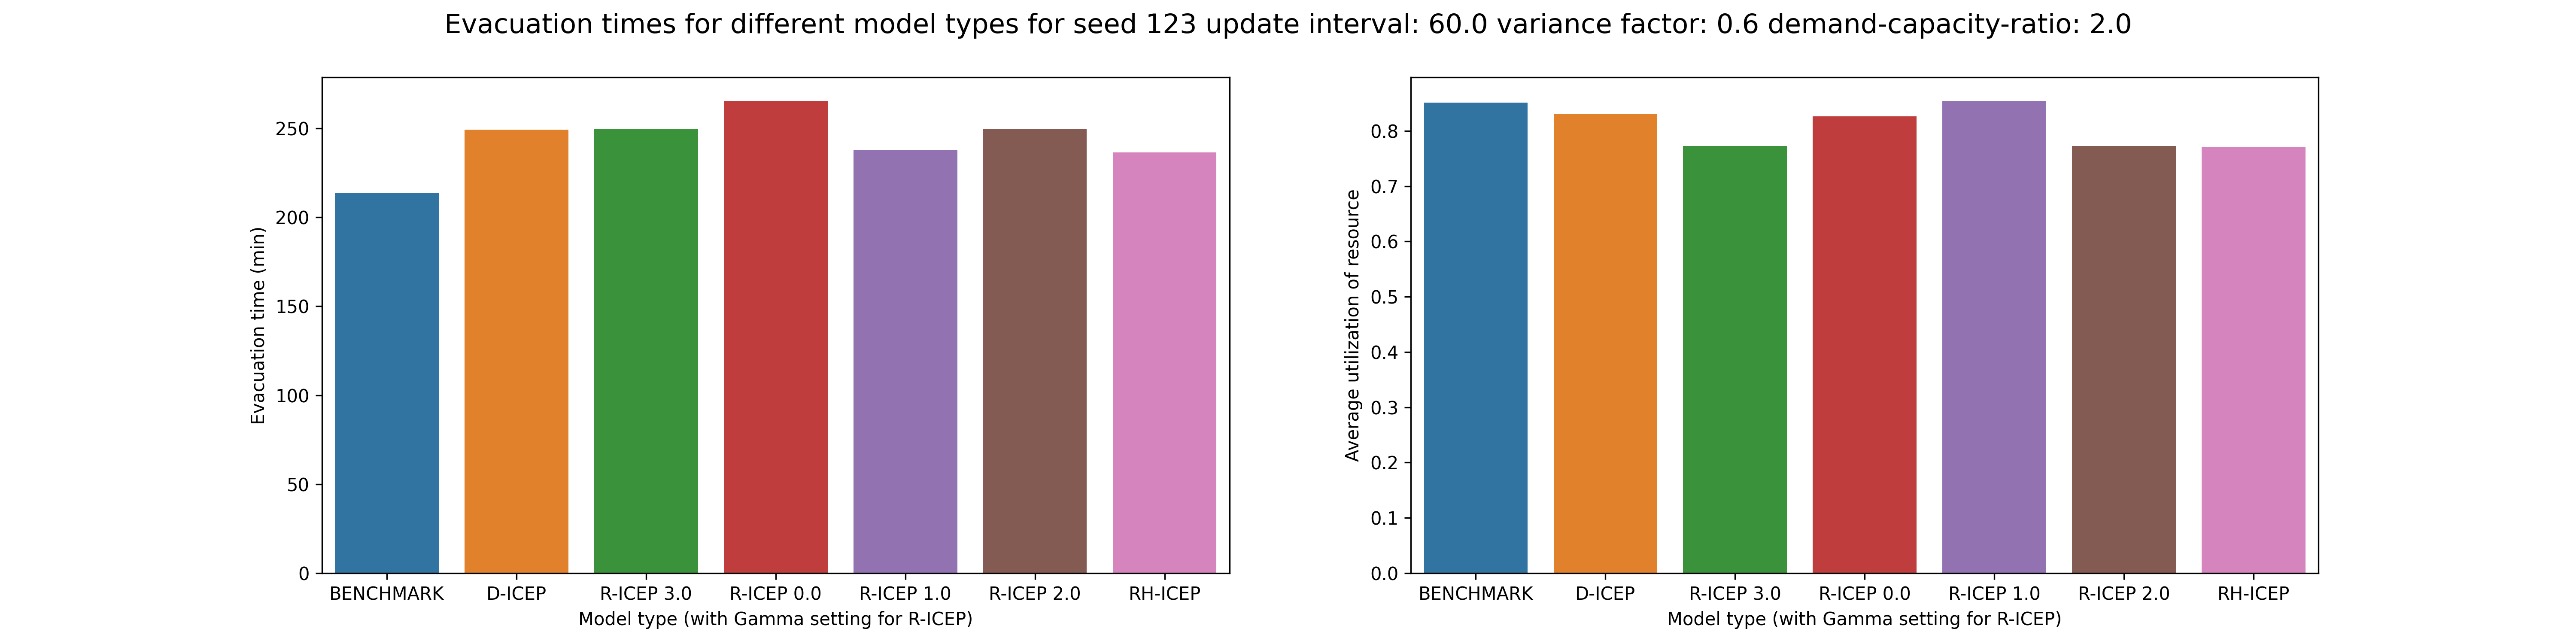 Evacuation times for different model types for seed 123 update interval: 60.0 variance factor: 0.6 demand-capacity-ratio: 2.0
Evacuation time (min)
250
200
150
100
50
0
BENCHMARK D-ICEP R-ICEP 3.0 R-ICEP 0.0 R-ICEP 1.0 R-ICEP 2.0 RH-ICEP
Model type (with Gamma setting for R-ICEP)
Average utilization of resource
0.8
0.7
0.6
0.5
0.4
0.3
0.2
0.1
0.0
BENCHMARK D-ICEP R-ICEP 3.0 R-ICEP 0.0 R-ICEP 1.0 R-ICEP 2.0 RH-ICEP
Model type (with Gamma setting for R-ICEP)